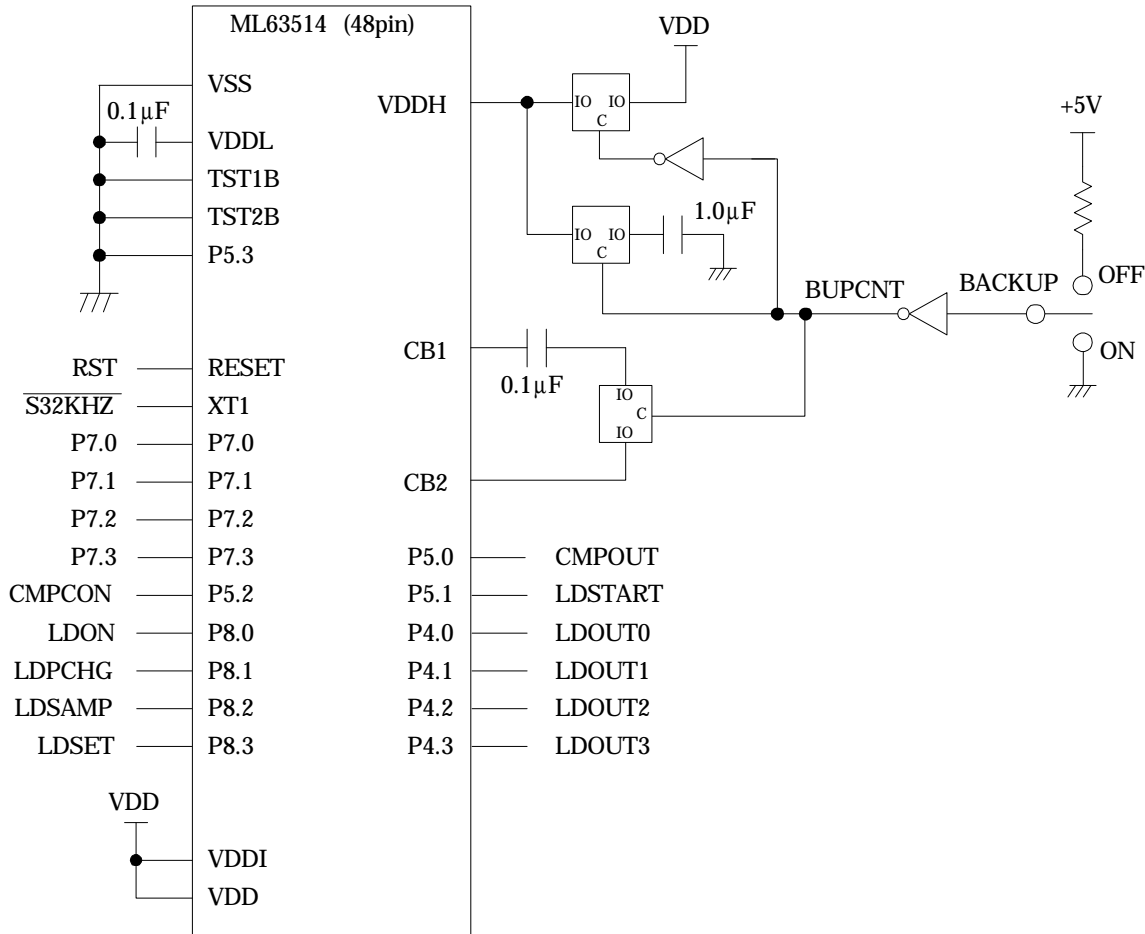 ML63514 (48pin)
VSS
0.1µF
VDDL
TST1B
TST2B
P5.3
RST RESET
S32KHZ XT1
P7.0 P7.0
P7.1 P7.1
P7.2 P7.2
P7.3 P7.3
CMPCON P5.2
LDON P8.0
LDPCHG P8.1
LDSAMP P8.2
LDSET P8.3
VDD
VDDI
VDD
VDDH
CB1
CB2
P5.0 CMPOUT
P5.1 LDSTART
P4.0 LDOUT0
P4.1 LDOUT1
P4.2 LDOUT2
P4.3 LDOUT3
VDD
IO IO
C
1.0µF
IO IO
C
0.1µF
IO
C
IO
BUPCNT
BACKUP
+5V
OFF
ON